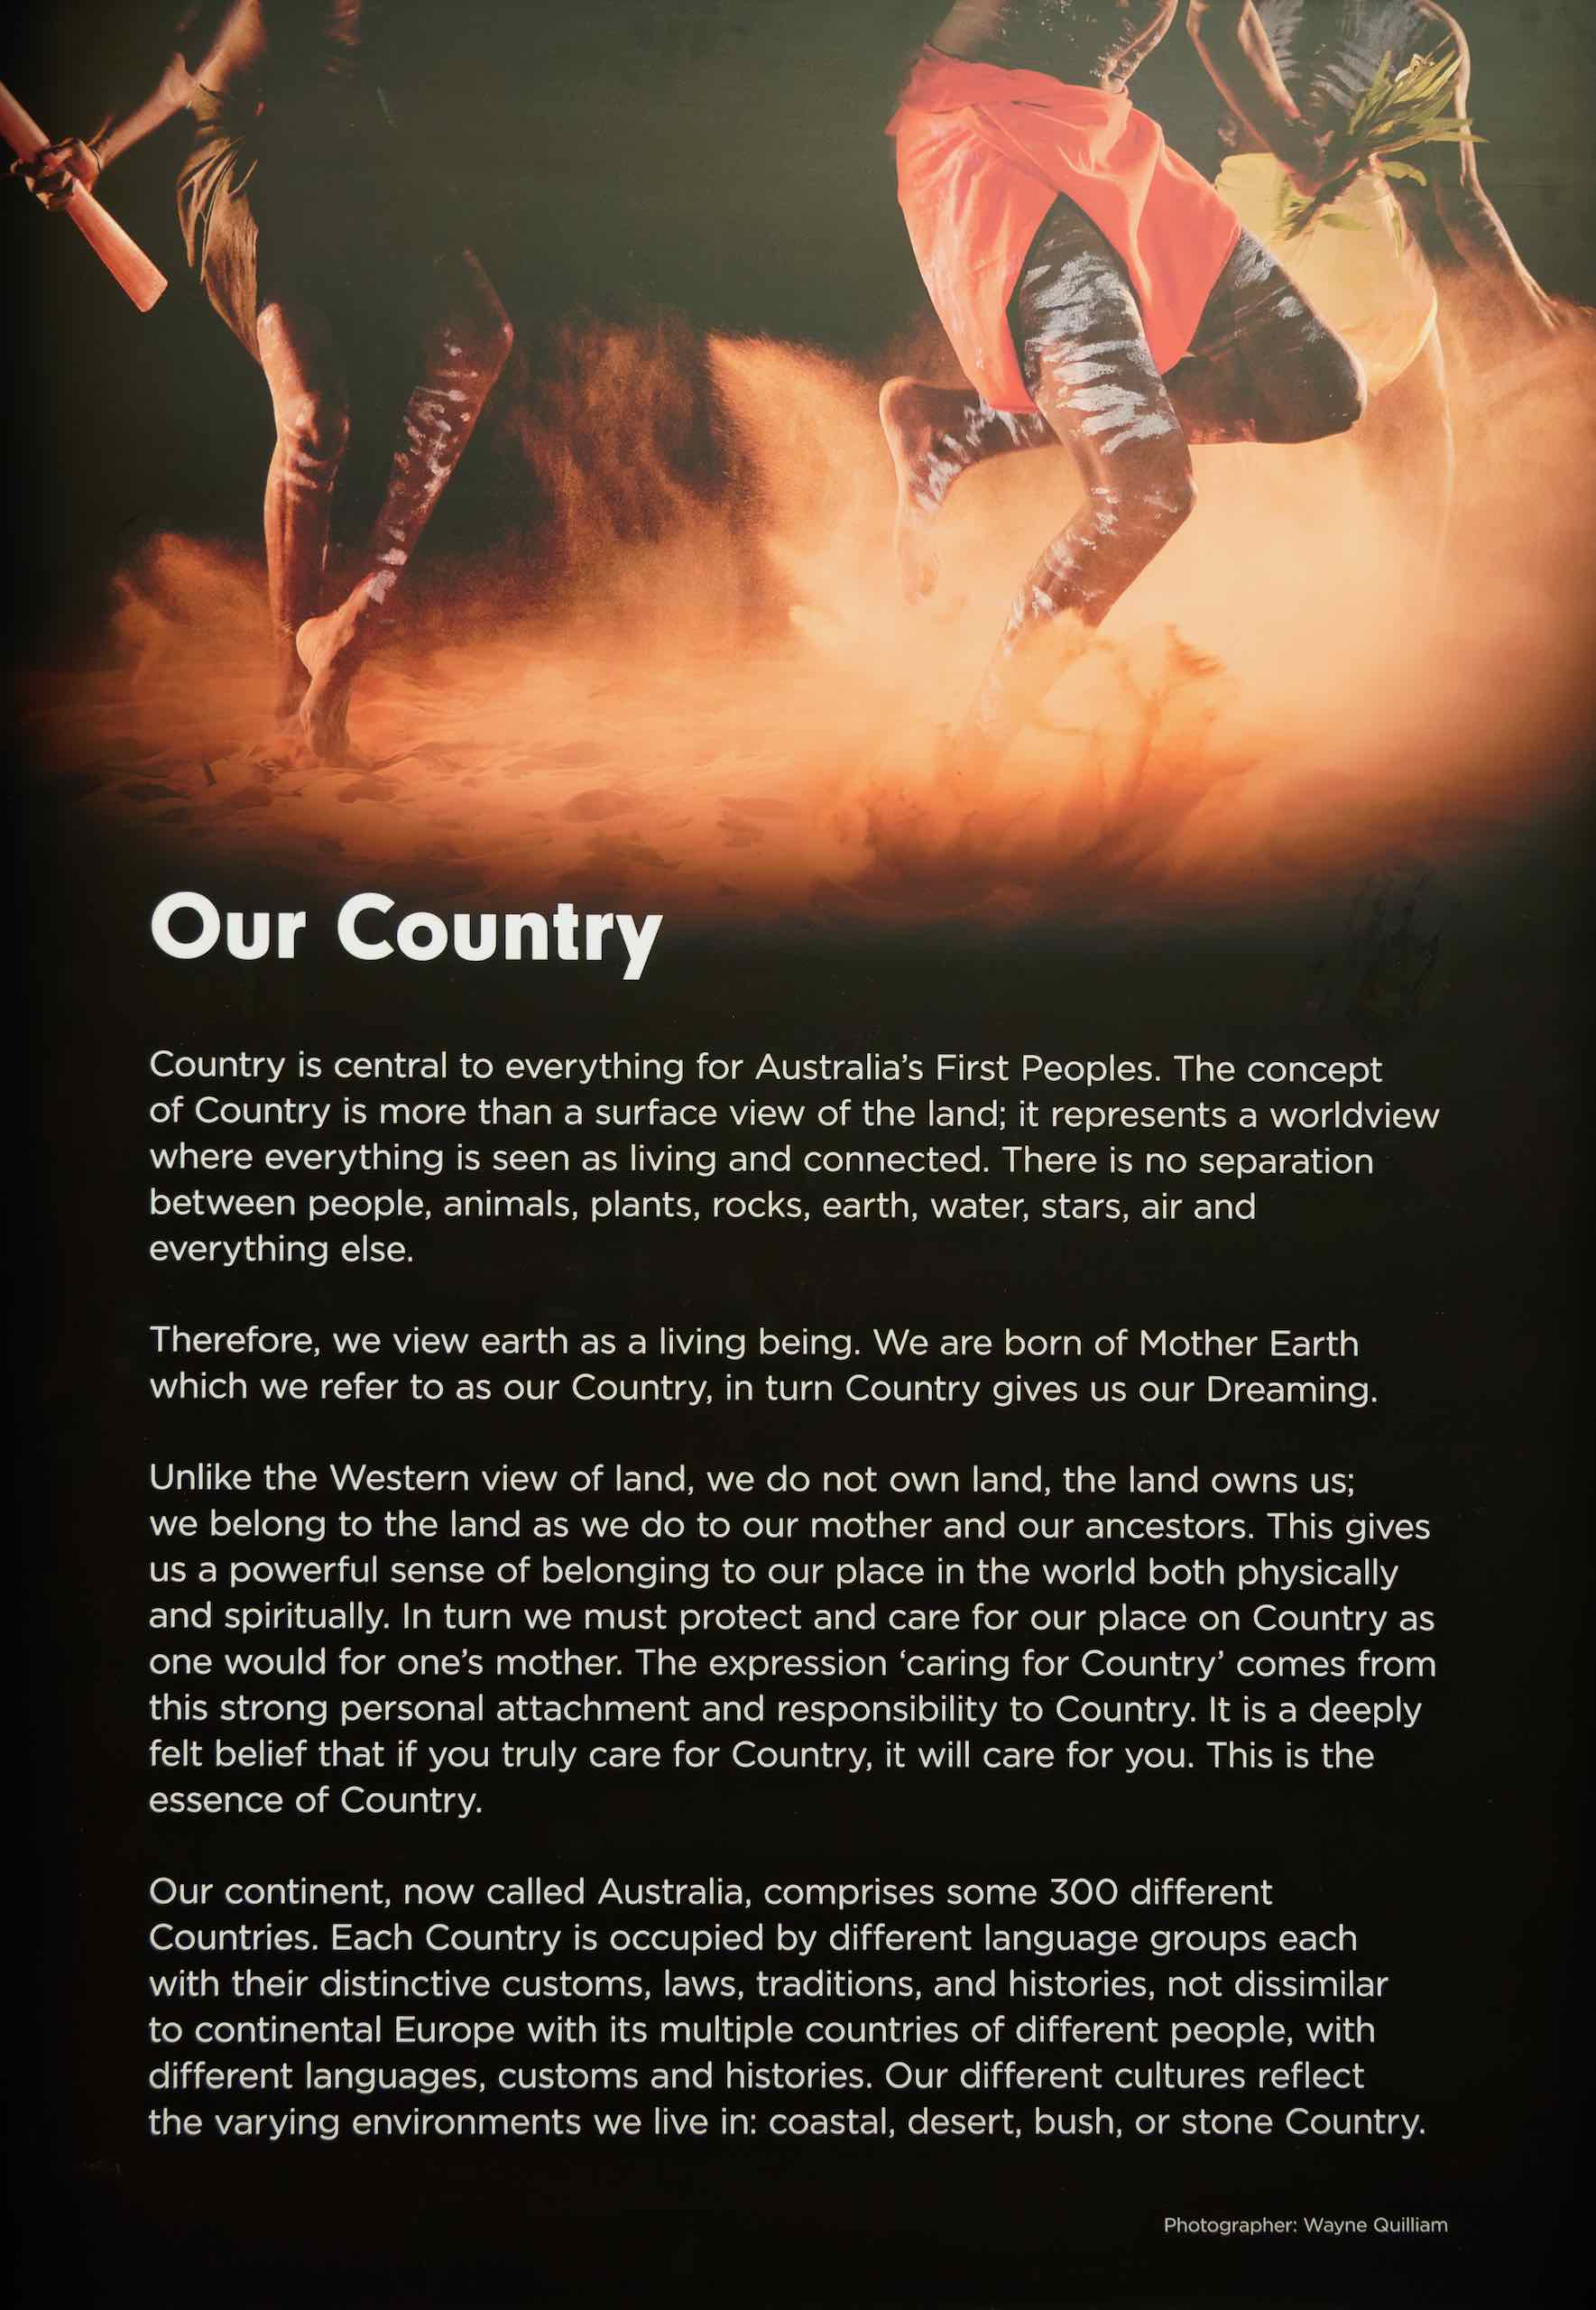 Our Country
Country is central to everything for Australia’s First Peoples. The concept
of Country is more than a surface view of the land; it represents a worldview
where everything is seen as living and connected. There is no separation
between people, animals, plants, rocks, earth, water, stars, air and
everything else.
Therefore, we view earth as a living being. We are born of Mother Earth
which we refer to as our Country, in turn Country gives us our Dreaming.
Unlike the Western view of land, we do not own land, the land owns us;
we belong to the land as we do to our mother and our ancestors. This gives
us a powerful sense of belonging to our place in the world both physically
and spiritually. In turn we must protect and care for our place on Country as
one would for one’s mother. The expression ‘caring for Country’ comes from
this strong personal attachment and responsibility to Country. It is a deeply
felt belief that if you truly care for Country, it will care for you. This is the
essence of Country.
Our continent, now called Australia, comprises some 300 different
Countries. Each Country is occupied by different language groups each
with their distinctive customs, laws, traditions, and histories, not dissimilar
to continental Europe with its multiple countries of different people, with
different languages, customs and histories. Our different cultures reflect
the varying environments we live in: coastal, desert, bush, or stone Country.
Photographer: Wayne Quilliam